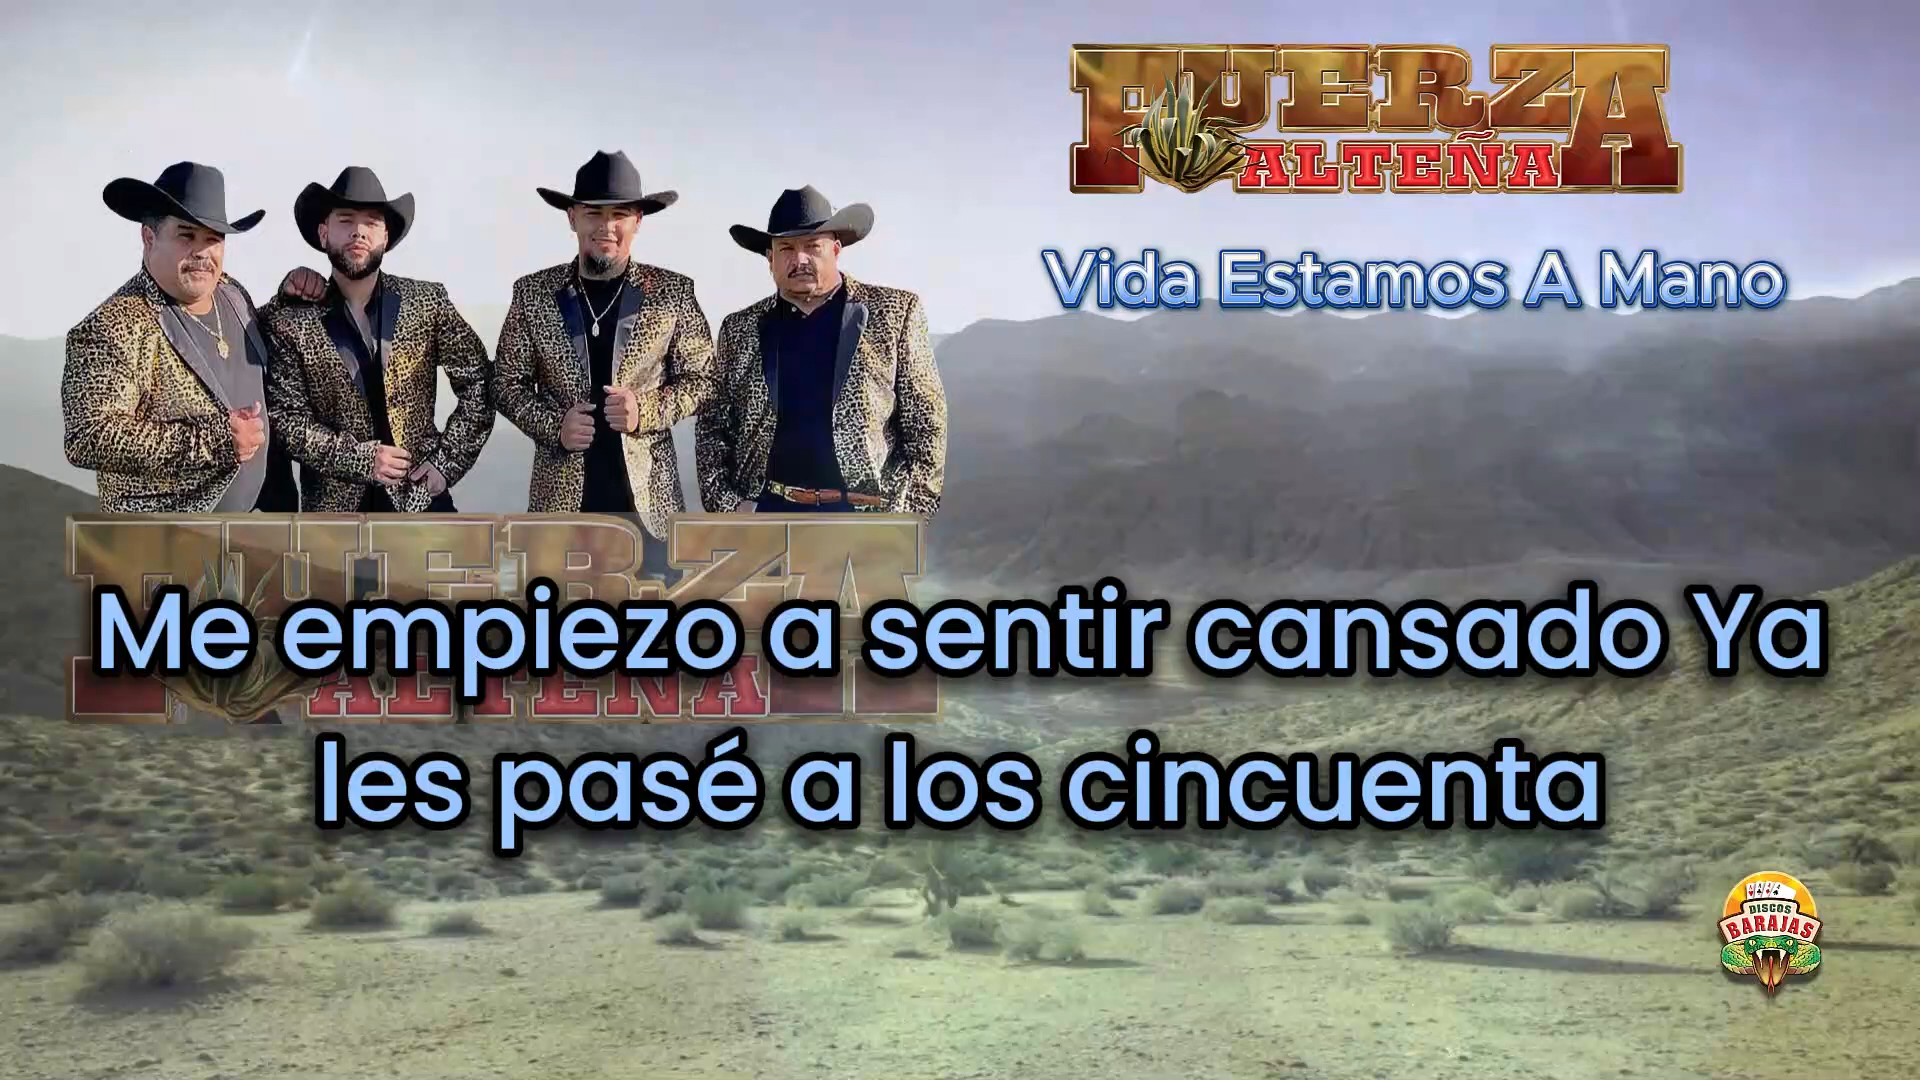 FUERZA
ALTEÑA
Vida Estamos A Mano
FUERZA
ALTEÑA
Me empiezo a sentir cansado Ya
les pasé a los cincuenta
DISCOS
BARAJAS